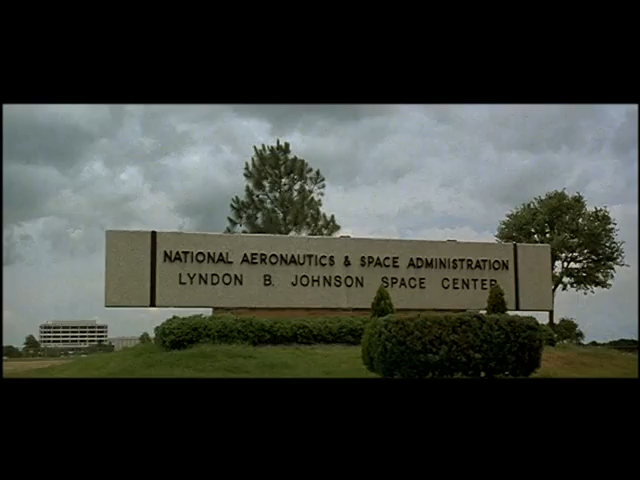 NATIONAL AERONAUTICS & SPACE ADMINISTRATION
LYNDON B. JOHNSON SPACE CENTER